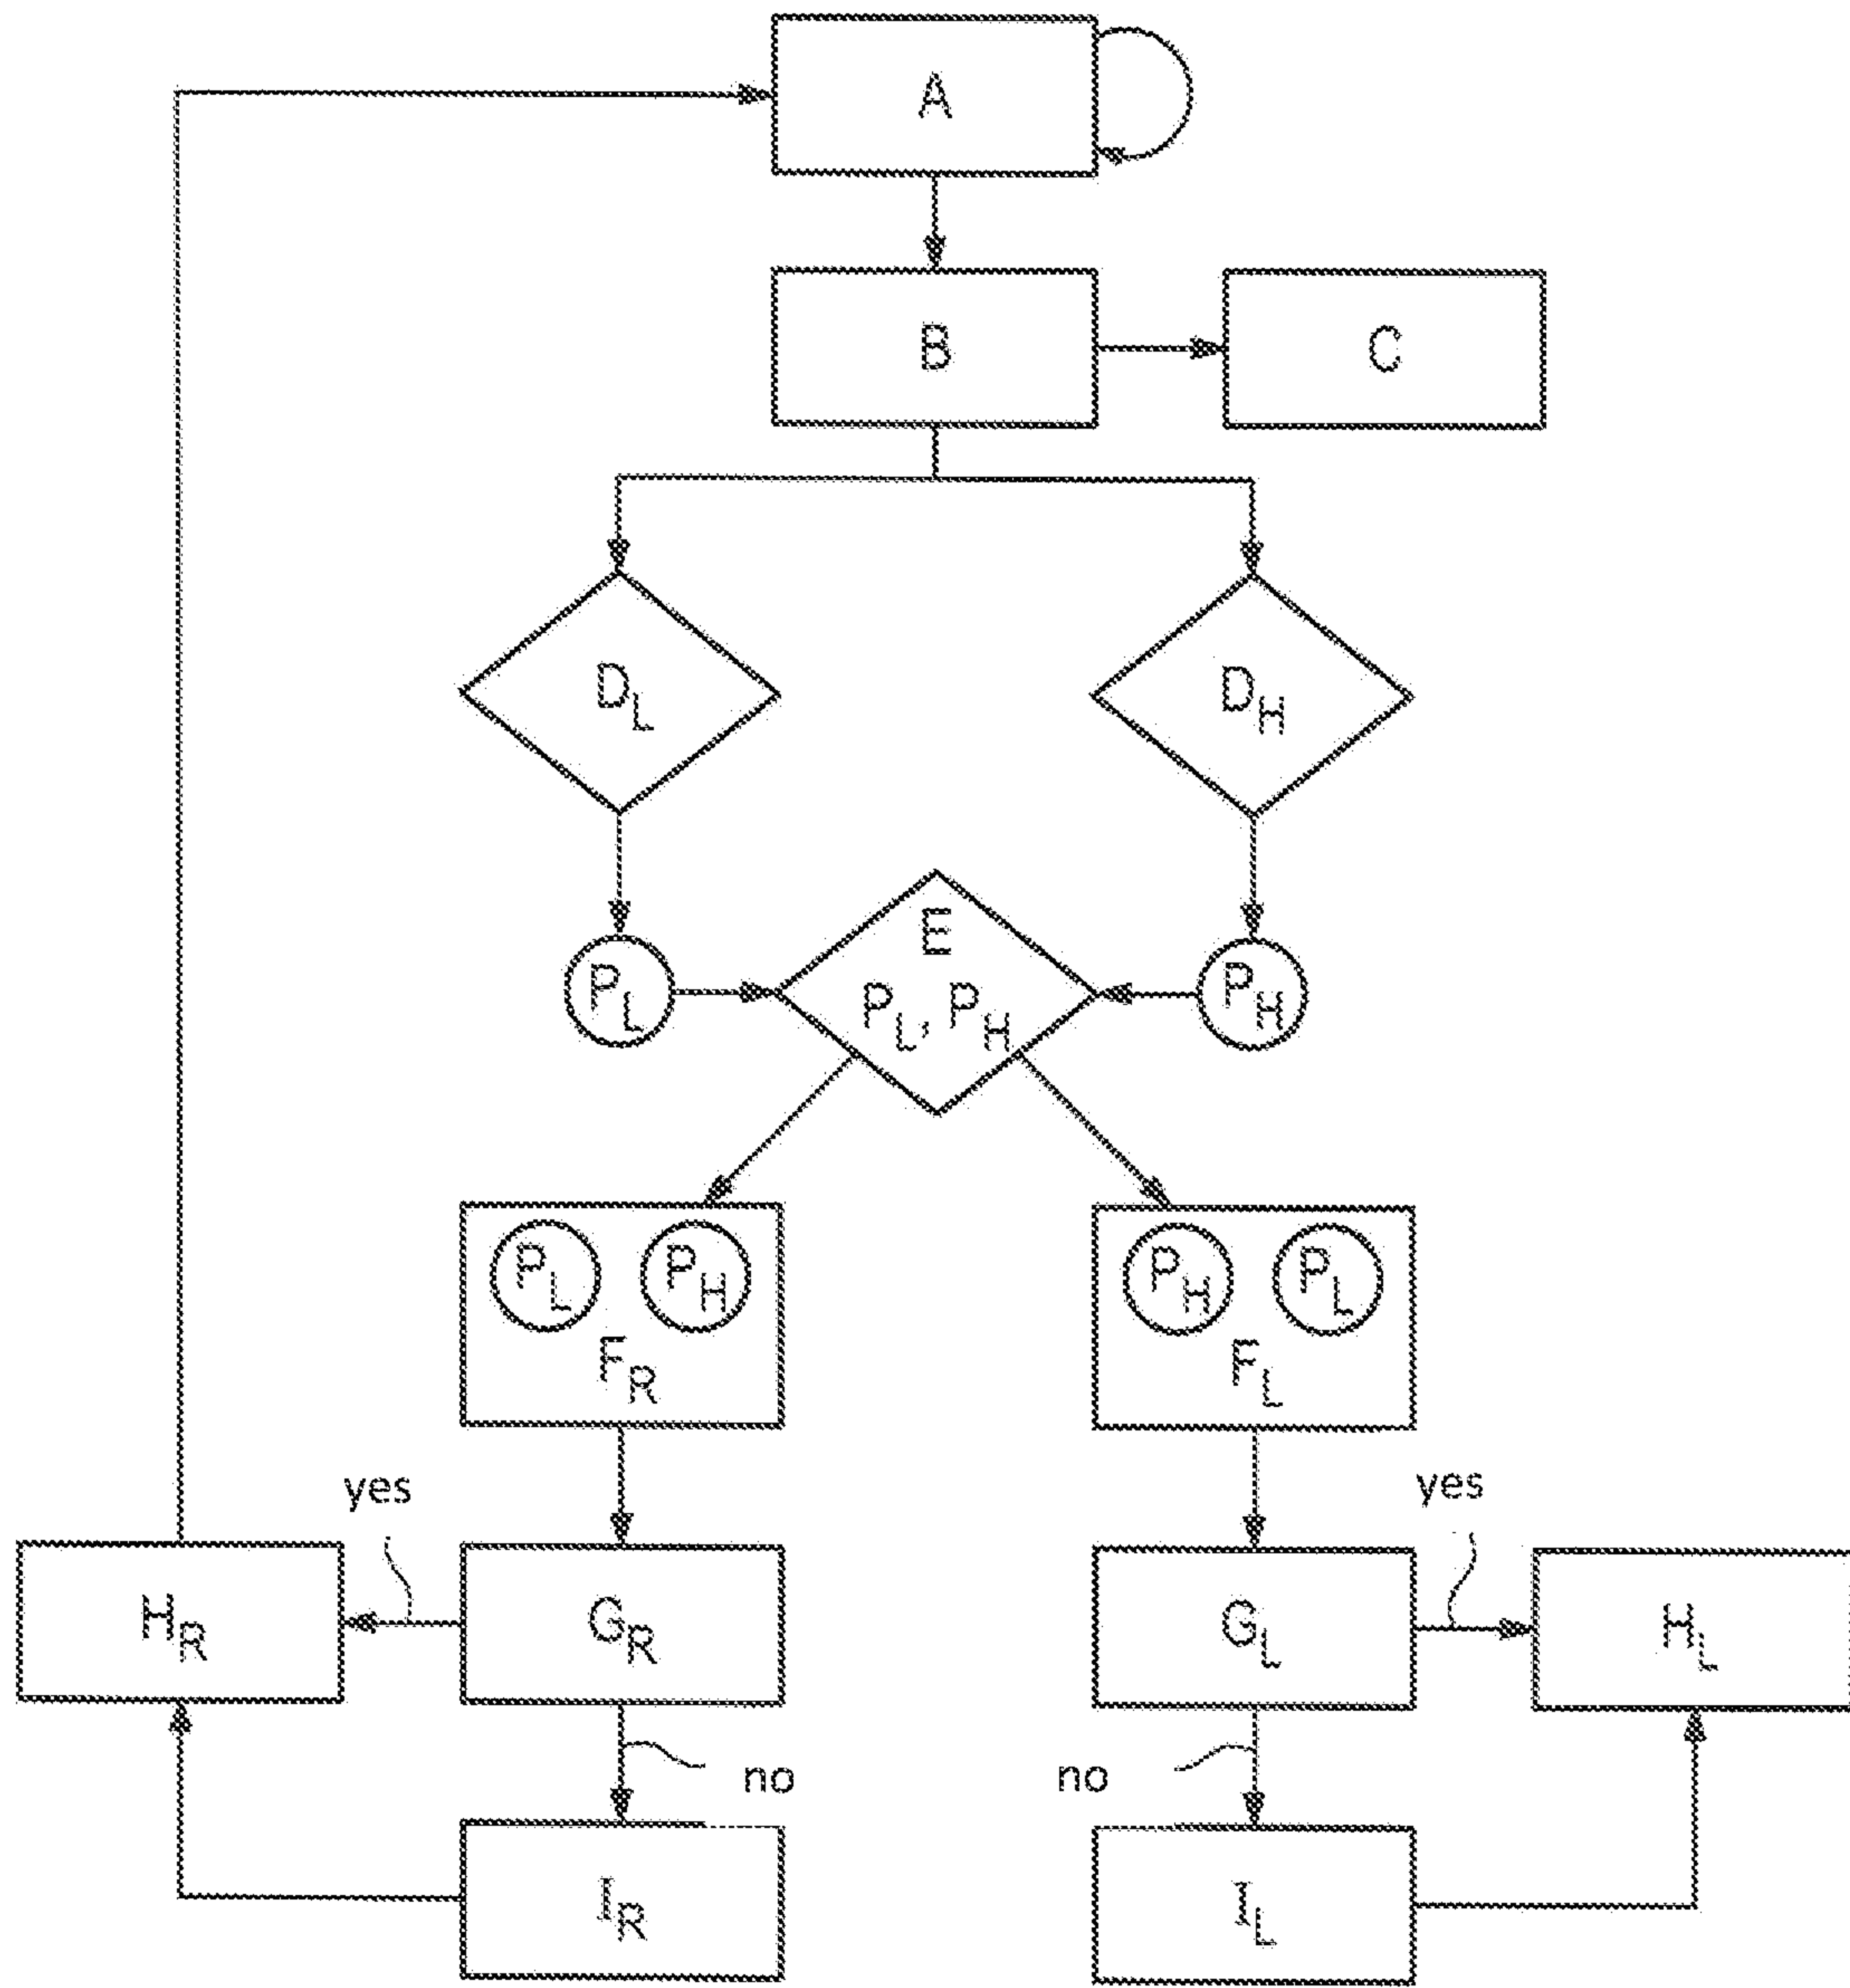 A
B
C
D_L
D_H
E
P_L
P_L, P_H
P_H
P_L
P_H
P_H
P_L
F_R
F_L
yes
yes
H_R
G_R
G_L
H_L
no
no
I_R
I_L